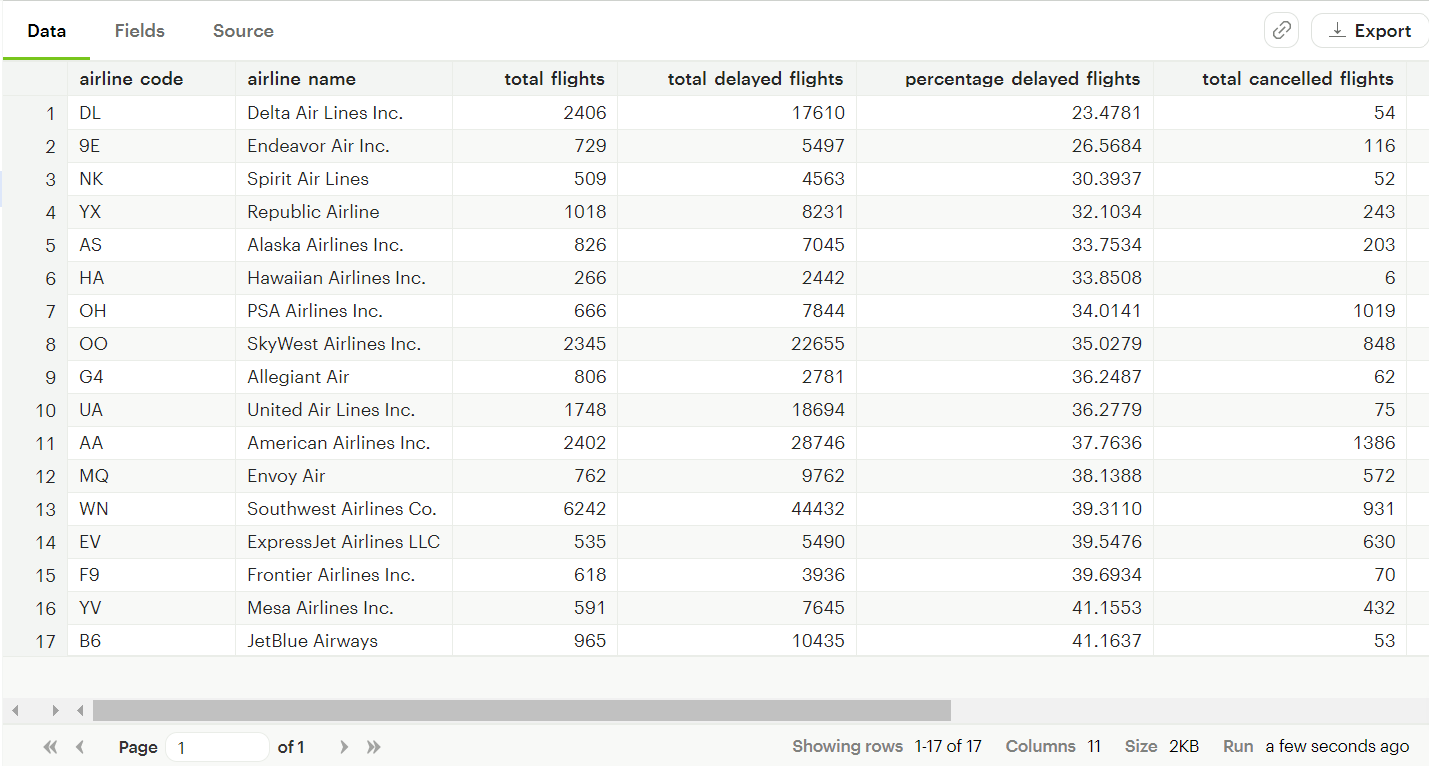 Data Fields Source Export
airline code airline name total flights total delayed flights percentage delayed flights total cancelled flights
1 DL Delta Air Lines Inc. 2406 17610 23.4781 54
2 9E Endeavor Air Inc. 729 5497 26.5684 116
3 NK Spirit Air Lines 509 4563 30.3937 52
4 YX Republic Airline 1018 8231 32.1034 243
5 AS Alaska Airlines Inc. 826 7045 33.7534 203
6 HA Hawaiian Airlines Inc. 266 2442 33.8508 6
7 OH PSA Airlines Inc. 666 7844 34.0141 1019
8 OO SkyWest Airlines Inc. 2345 22655 35.0279 848
9 G4 Allegiant Air 806 2781 36.2487 62
10 UA United Air Lines Inc. 1748 18694 36.2779 75
11 AA American Airlines Inc. 2402 28746 37.7636 1386
12 MQ Envoy Air 762 9762 38.1388 572
13 WN Southwest Airlines Co. 6242 44432 39.3110 931
14 EV ExpressJet Airlines LLC 535 5490 39.5476 630
15 F9 Frontier Airlines Inc. 618 3936 39.6934 70
16 YV Mesa Airlines Inc. 591 7645 41.1553 432
17 B6 JetBlue Airways 965 10435 41.1637 53
Page 1 of 1 Showing rows 1-17 of 17 Columns 11 Size 2KB Run a few seconds ago